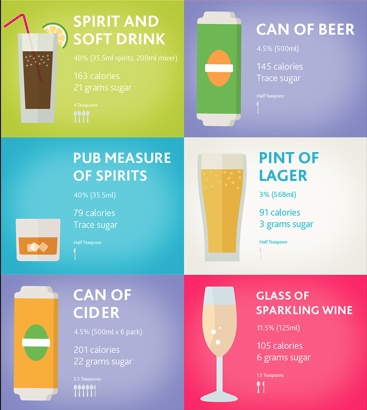 SPIRIT AND
SOFT DRINK
40% (35.5ml spirits, 200ml mixer)
163 calories
21 grams sugar
4 Teaspoons
CAN OF BEER
4.5% (500ml)
145 calories
Trace sugar
Half Teaspoon
PUB MEASURE
OF SPIRITS
40% (35.5ml)
79 calories
Trace sugar
Half Teaspoon
PINT OF
LAGER
3% (568ml)
91 calories
3 grams sugar
Half Teaspoon
CAN OF
CIDER
4.5% (500ml x 6 pack)
201 calories
22 grams sugar
5.5 Teaspoons
GLASS OF
SPARKLING WINE
11.5% (125ml)
105 calories
6 grams sugar
1.5 Teaspoons